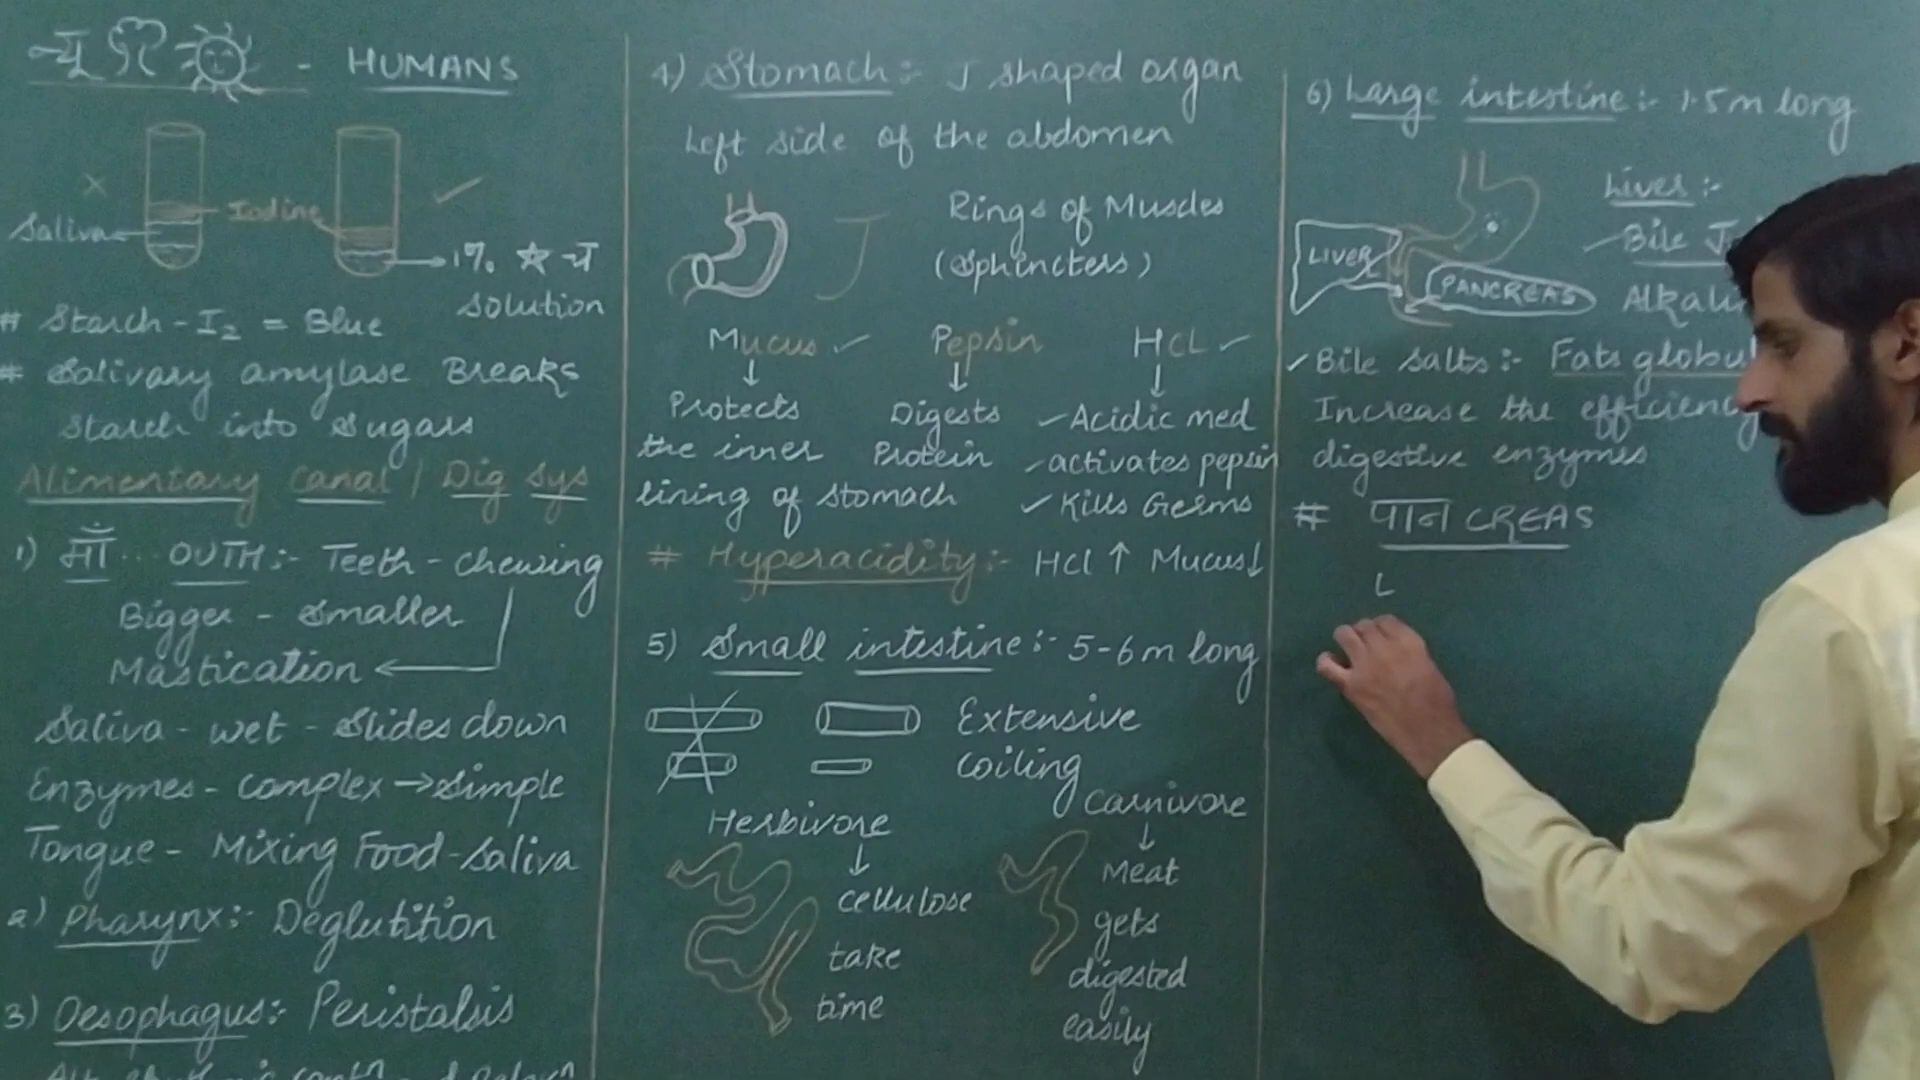 - HUMANS
Saliva
Iodine
1% ★र्च
solution
# Starch - I2 = Blue
# Salivary amylase Breaks
starch into sugars
Alimentary canal / Dig sys
1) माँ... OUTH:- Teeth - chewing
Bigger - smaller
Mastication
Saliva - wet - slides down
Enzymes - complex → simple
Tongue - Mixing Food - saliva
2) Pharynx:- Deglutition
3) Oesophagus:- Peristalsis
4) Stomach:- J shaped organ
Left side of the abdomen
J
Rings of Muscles
(Sphincters)
Mucus ✓ Pepsin HCL ✓
↓ ↓ ↓
Protects Digests ✓ Acidic med
the inner Protein ✓ activates pepsin
lining of stomach ✓ Kills Germs
# Hyperacidity:- HCl ↑ Mucus↓
5) Small intestine:- 5-6m long
Extensive
coiling
Herbivore
↓
cellulose
take
time
Carnivore
↓
Meat
gets
digested
easily
6) Large intestine:- 1.5m long
LIVER
PANCREAS
Liver:-
Bile
✓ Bile salts:- Fats
Increase the
digestive enzymes
# पान CREAS
L